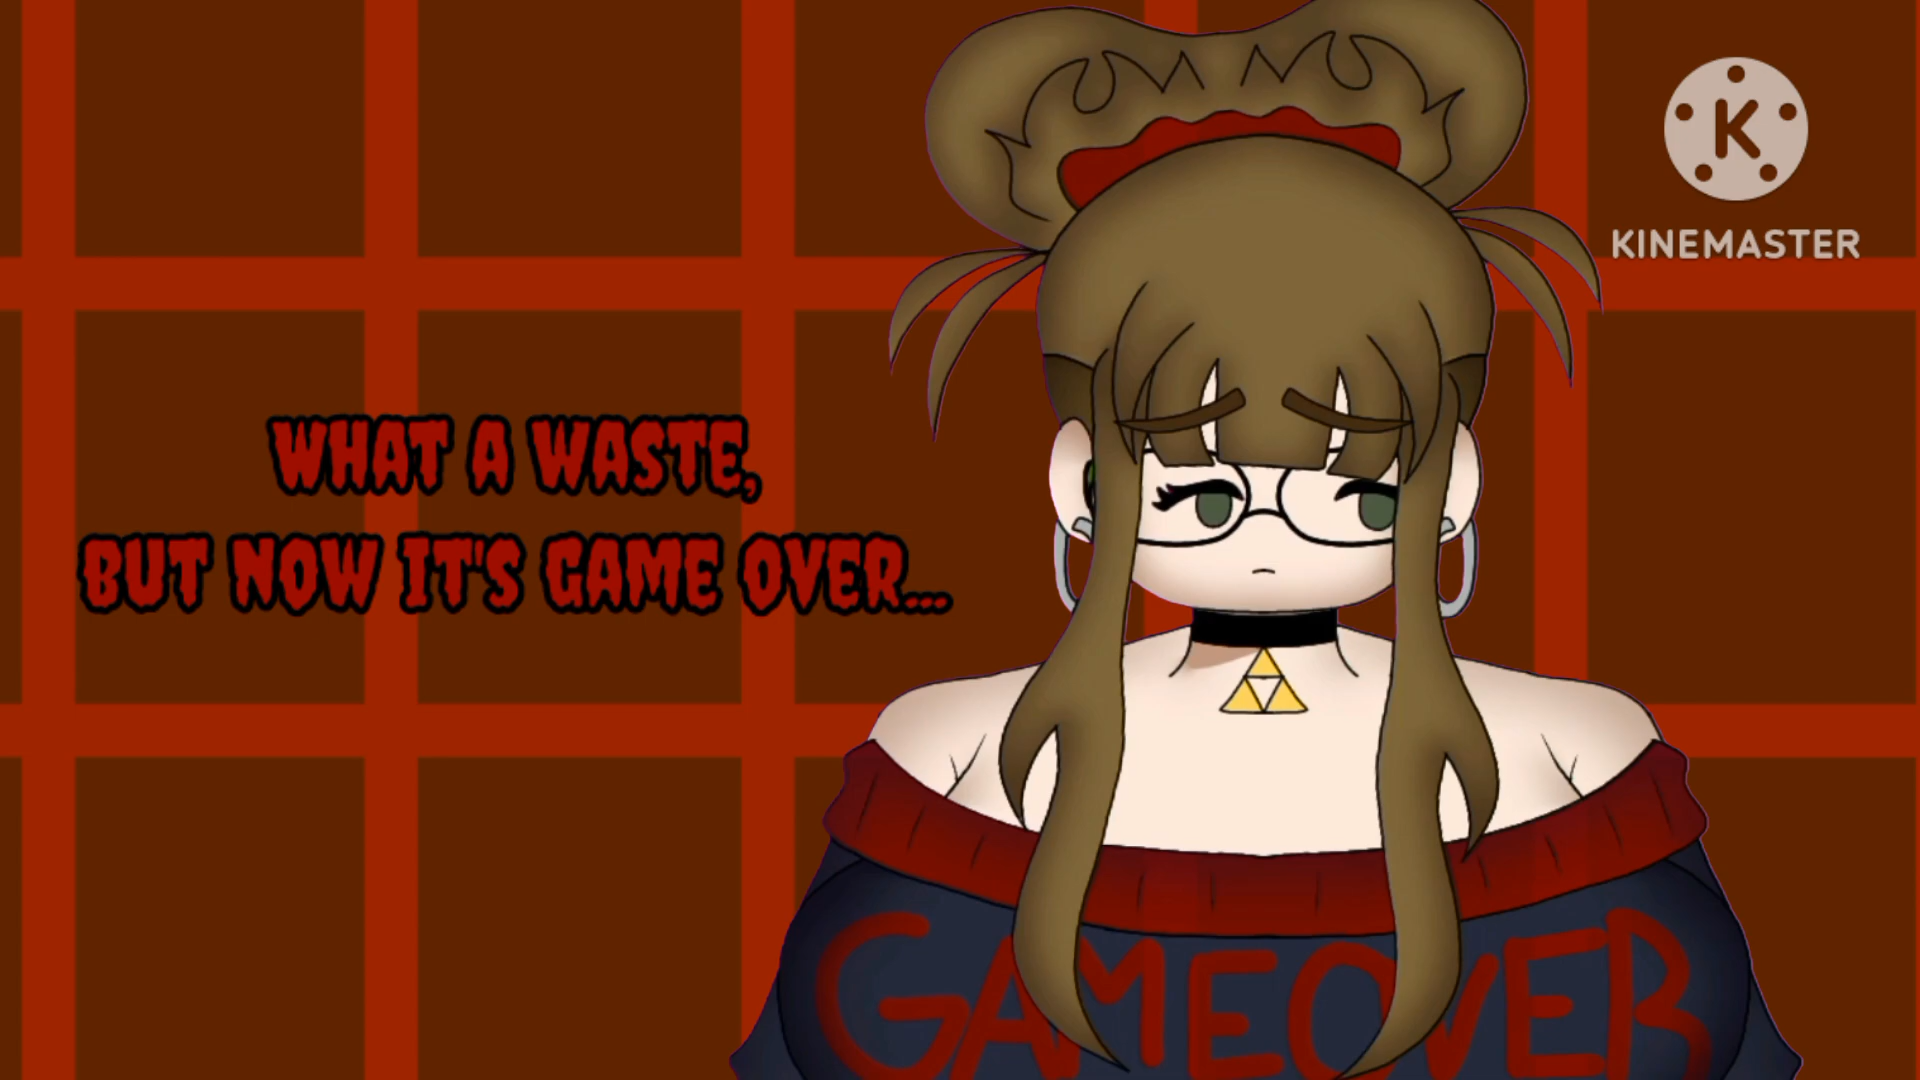 K
KINEMASTER
WHAT A WASTE,
BUT NOW IT'S GAME OVER...
GAMEOVER